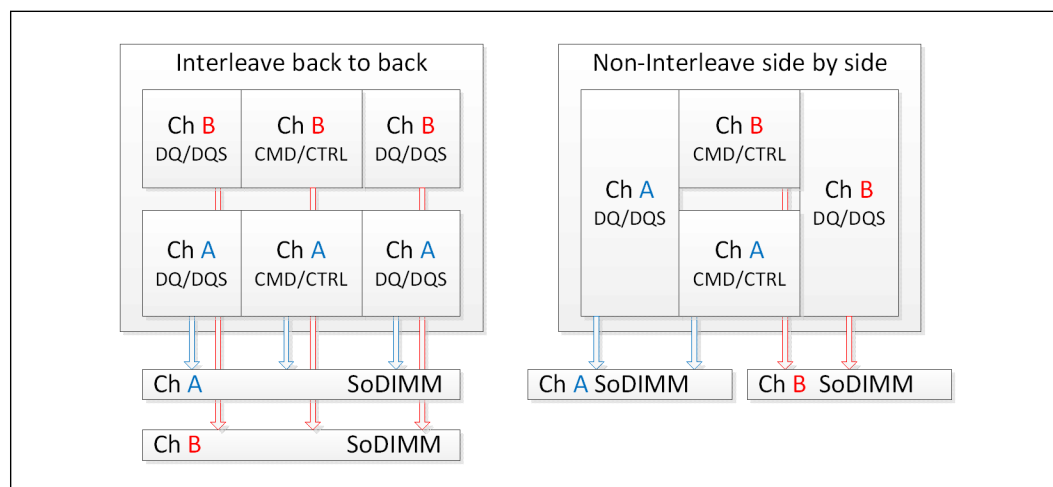 Interleave back to back
Ch B
DQ/DQS
Ch B
CMD/CTRL
Ch B
DQ/DQS
Ch A
DQ/DQS
Ch A
CMD/CTRL
Ch A
DQ/DQS
Ch A SoDIMM
Ch B SoDIMM
Non-Interleave side by side
Ch A
DQ/DQS
Ch B
CMD/CTRL
Ch A
CMD/CTRL
Ch B
DQ/DQS
Ch A SoDIMM
Ch B SoDIMM